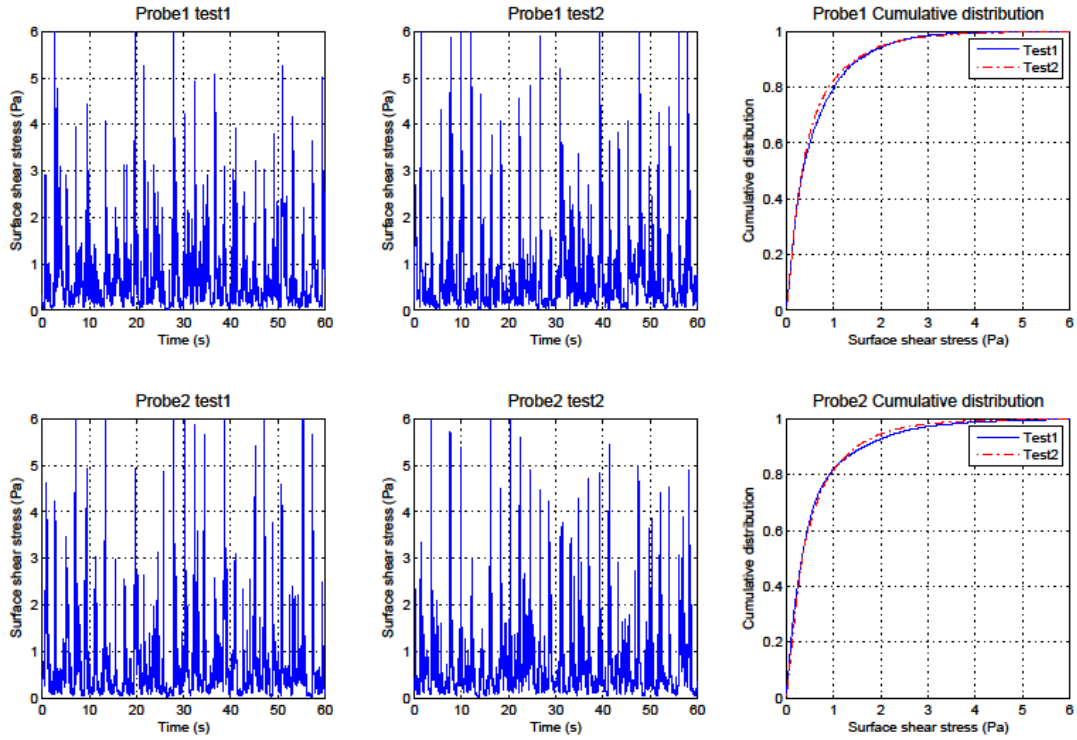 Probe1 test1
Probe1 test2
Probe1 Cumulative distribution
6
5
4
3
2
1
0
Surface shear stress (Pa)
0 10 20 30 40 50 60
Time (s)
6
5
4
3
2
1
0
Surface shear stress (Pa)
0 10 20 30 40 50 60
Time (s)
1
0.8
0.6
0.4
0.2
0
Cumulative distribution
Test1
Test2
0 1 2 3 4 5 6
Surface shear stress (Pa)
Probe2 test1
Probe2 test2
Probe2 Cumulative distribution
6
5
4
3
2
1
0
Surface shear stress (Pa)
0 10 20 30 40 50 60
Time (s)
6
5
4
3
2
1
0
Surface shear stress (Pa)
0 10 20 30 40 50 60
Time (s)
1
0.8
0.6
0.4
0.2
0
Cumulative distribution
Test1
Test2
0 1 2 3 4 5 6
Surface shear stress (Pa)